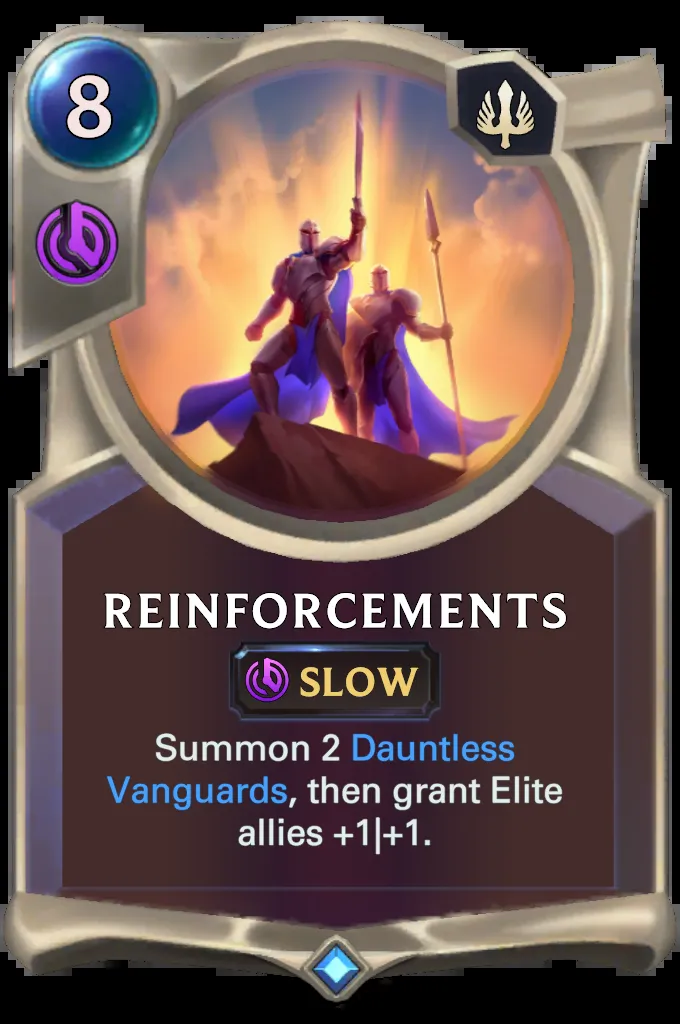 8
REINFORCEMENTS
SLOW
Summon 2 Dauntless
Vanguards, then grant Elite
allies +1|+1.